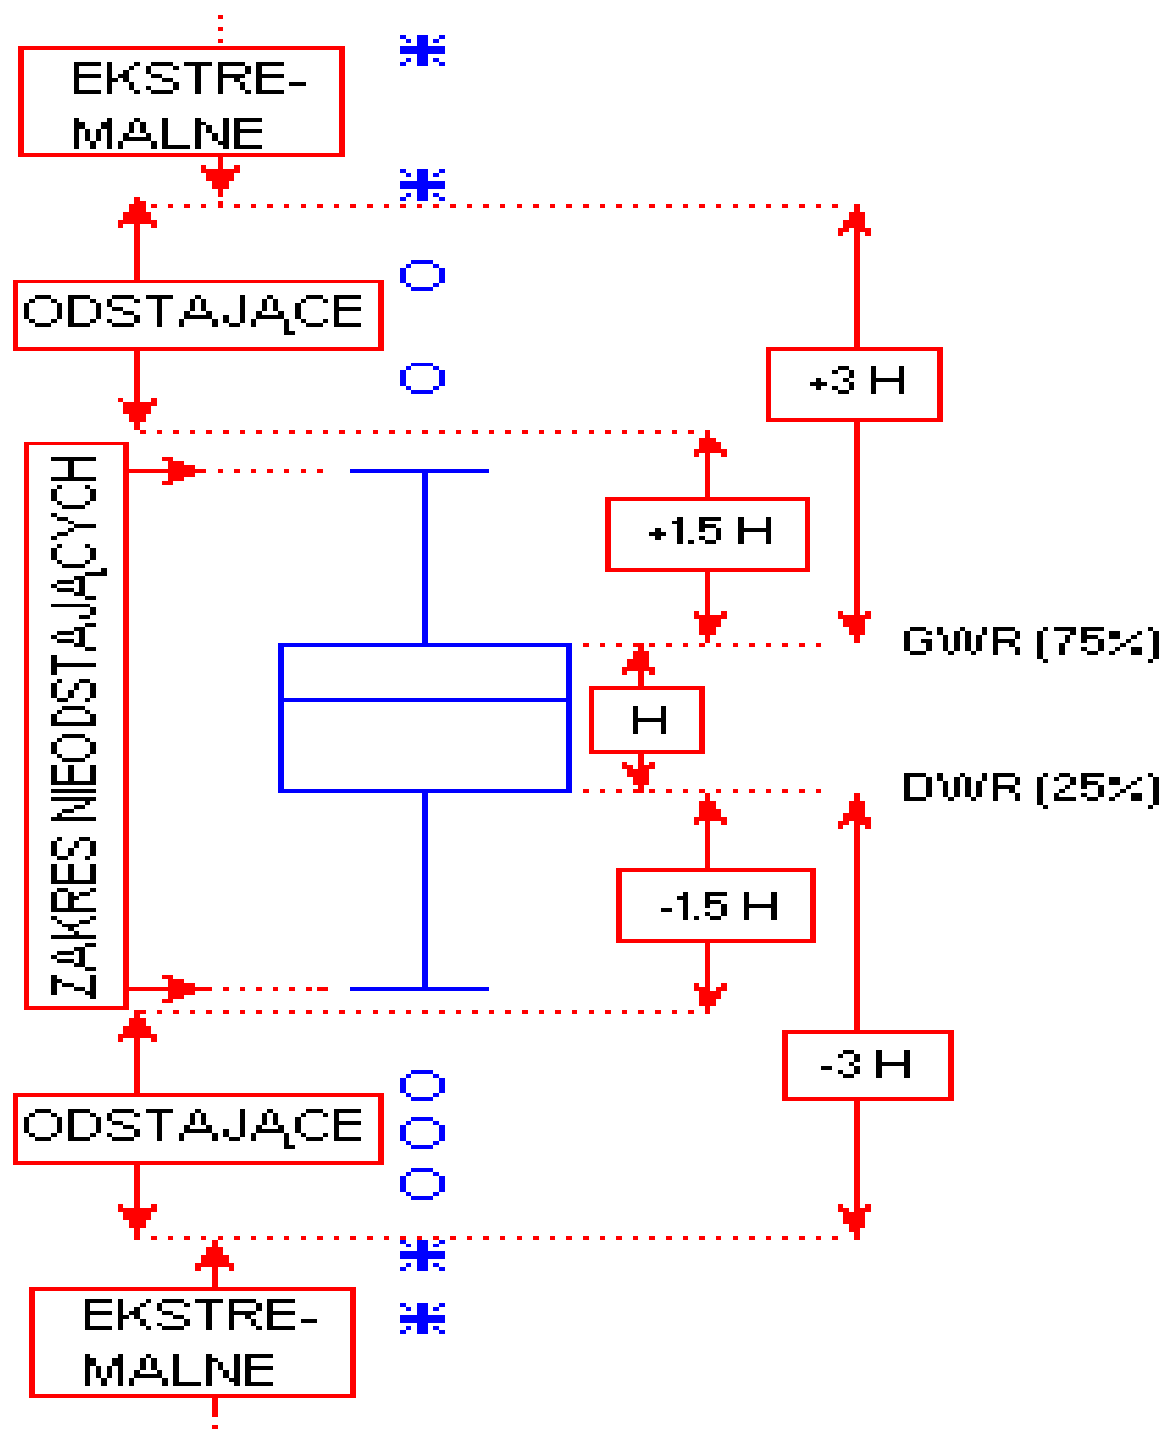 EKSTRE-
MALNE
ODSTAJĄCE
+3 H
+1.5 H
ZAKRES NIEODSTAJĄCYCH
GWR (75%)
H
DWR (25%)
-1.5 H
-3 H
ODSTAJĄCE
EKSTRE-
MALNE